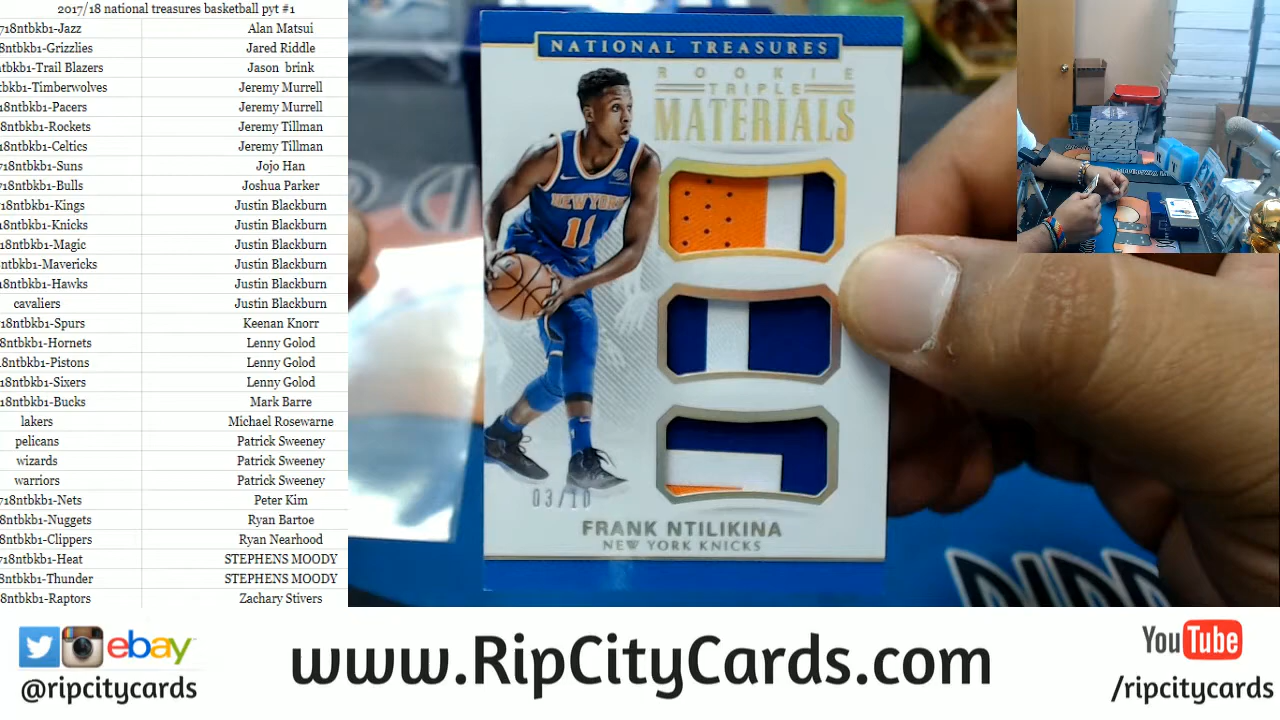 2017/18 national treasures basketball pyt #1
718ntbkb1-Jazz Alan Matsui
8ntbkb1-Grizzlies Jared Riddle
ntbkb1-Trail Blazers Jason brink
tbkb1-Timberwolves Jeremy Murrell
718ntbkb1-Pacers Jeremy Murrell
18ntbkb1-Rockets Jeremy Tillman
18ntbkb1-Celtics Jeremy Tillman
718ntbkb1-Suns Jojo Han
718ntbkb1-Bulls Joshua Parker
718ntbkb1-Kings Justin Blackburn
18ntbkb1-Knicks Justin Blackburn
718ntbkb1-Magic Justin Blackburn
8ntbkb1-Mavericks Justin Blackburn
718ntbkb1-Hawks Justin Blackburn
cavaliers Justin Blackburn
718ntbkb1-Spurs Keenan Knorr
8ntbkb1-Hornets Lenny Golod
18ntbkb1-Pistons Lenny Golod
18ntbkb1-Sixers Lenny Golod
718ntbkb1-Bucks Mark Barre
lakers Michael Rosewarne
pelicans Patrick Sweeney
wizards Patrick Sweeney
warriors Patrick Sweeney
718ntbkb1-Nets Peter Kim
8ntbkb1-Nuggets Ryan Bartoe
8ntbkb1-Clippers Ryan Nearhood
718ntbkb1-Heat STEPHENS MOODY
8ntbkb1-Thunder STEPHENS MOODY
8ntbkb1-Raptors Zachary Stivers
NATIONAL TREASURES
ROOKIE
TRIPLE
MATERIALS
NEW YORK
11
03/10
FRANK NTILIKINA
NEW YORK KNICKS
ebay
@ripcitycards
www.RipCityCards.com
YouTube
/ripcitycards